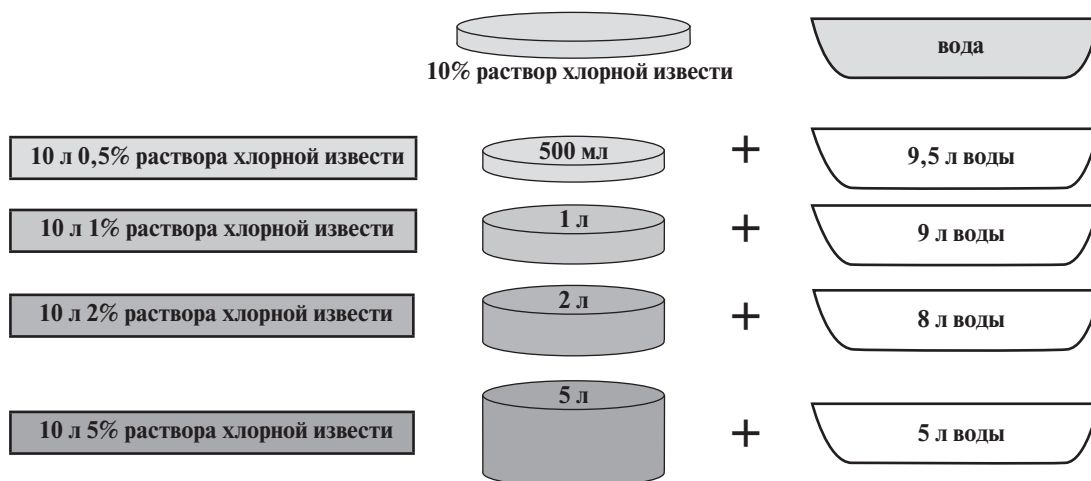 10% раствор хлорной извести
вода
10 л 0,5% раствора хлорной извести
500 мл
+
9,5 л воды
10 л 1% раствора хлорной извести
1 л
+
9 л воды
10 л 2% раствора хлорной извести
2 л
+
8 л воды
10 л 5% раствора хлорной извести
5 л
+
5 л воды